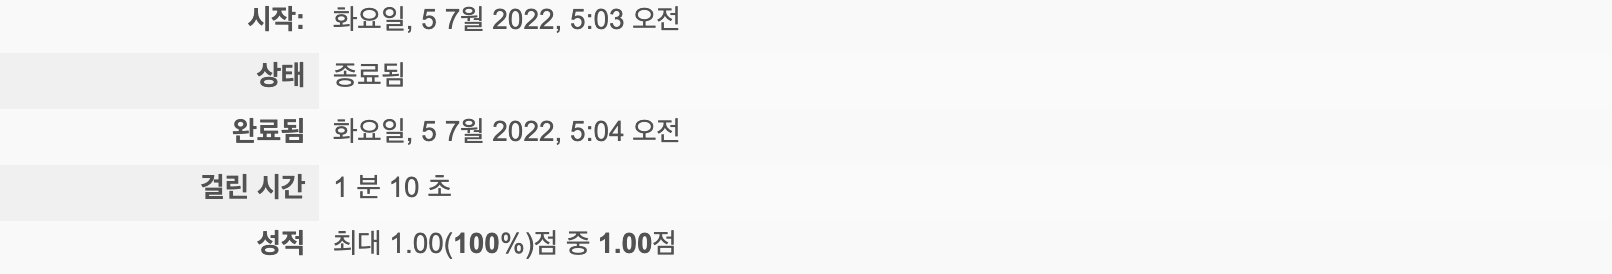 시작: 화요일, 5 7월 2022, 5:03 오전
상태 종료됨
완료됨 화요일, 5 7월 2022, 5:04 오전
걸린 시간 1 분 10 초
성적 최대 1.00(100%)점 중 1.00점